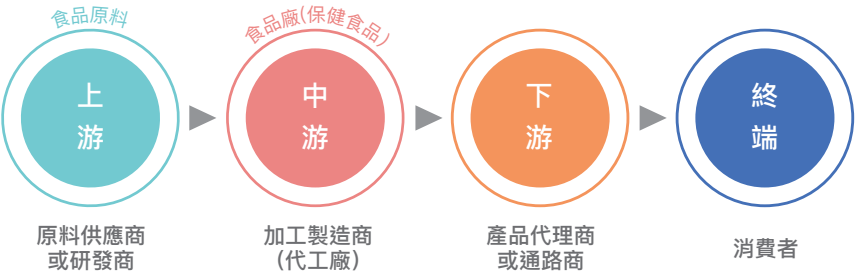 食品原料
上
游
原料供應商
或研發商
食品廠(保健食品)
中
游
加工製造商
(代工廠)
下
游
產品代理商
或通路商
終
端
消費者